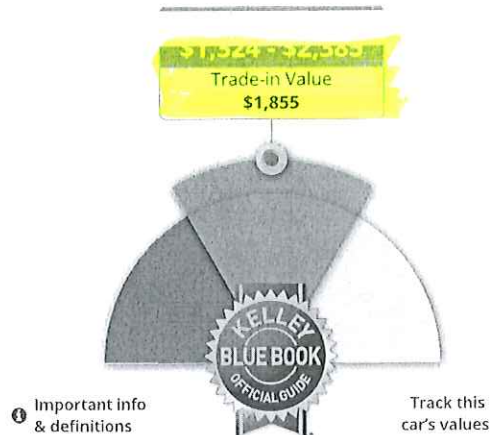 $1,324 - $2,385
Trade-in Value
$1,855
KELLEY
BLUE BOOK
OFFICIAL GUIDE
Important info
& definitions
Track this
car's values